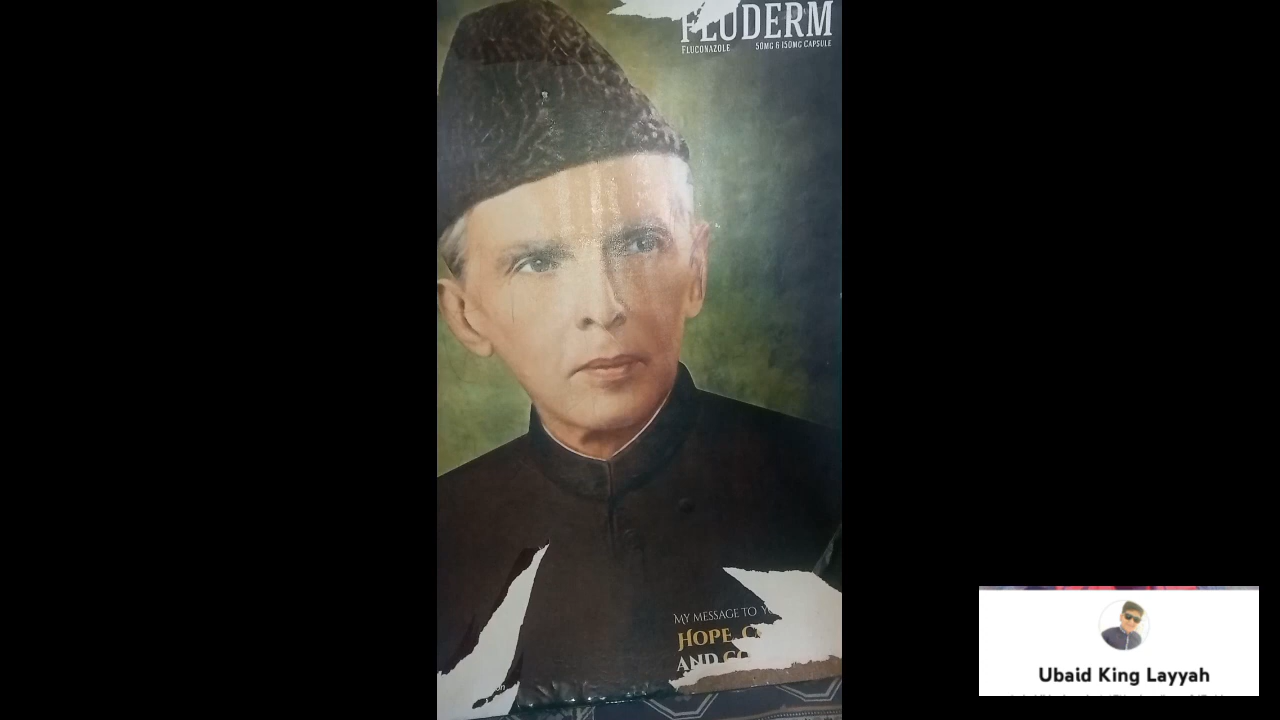 FLUDERM
FLUCONAZOLE 50MG & 150MG CAPSULE
MY MESSAGE TO
HOPE,
AND
Ubaid King Layyah